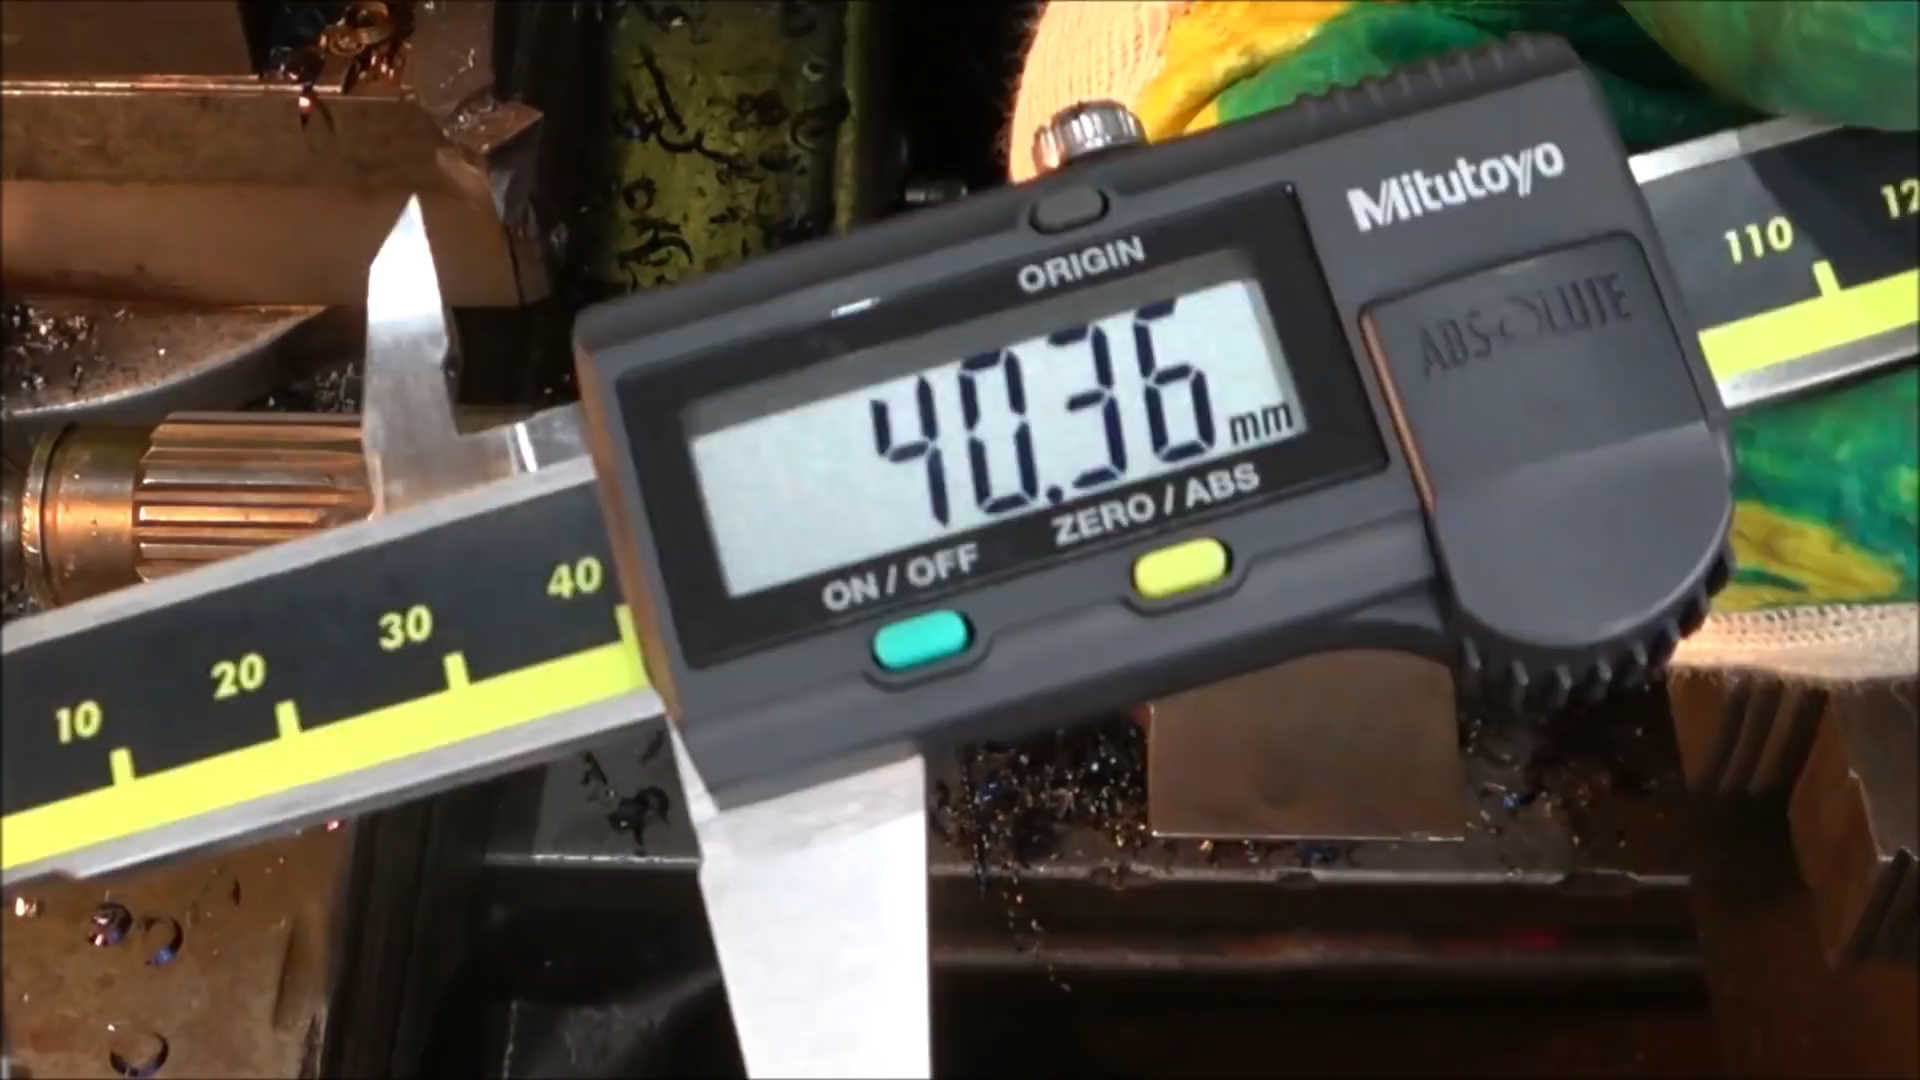 Mitutoyo
ORIGIN
ABSOLUTE
40.36 mm
ZERO / ABS
ON / OFF
10 20 30 40 110